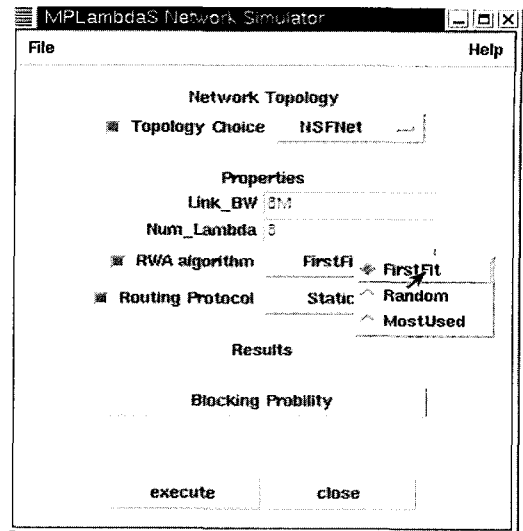 MPLambdaS Network Simulator
File Help
Network Topology
Topology Choice NSFNet
Properties
Link_BW 8M
Num_Lambda 8
RWA algorithm FirstFi
FirstFit
Routing Protocol Static
Random
MostUsed
Results
Blocking Probility
execute close